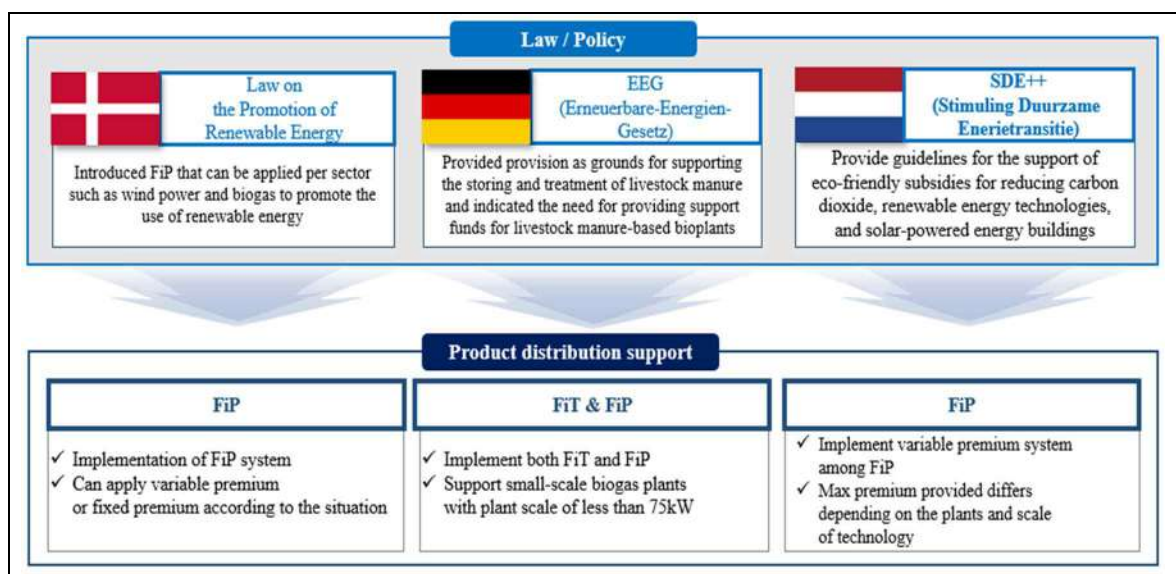 Law / Policy
Law on
the Promotion of
Renewable Energy
Introduced FiP that can be applied per sector
such as wind power and biogas to promote the
use of renewable energy
EEG
(Erneuerbare-Energien-
Gesetz)
Provided provision as grounds for supporting
the storing and treatment of livestock manure
and indicated the need for providing support
funds for livestock manure-based bioplants
SDE++
(Stimuling Duurzame
Enerietransitie)
Provide guidelines for the support of
eco-friendly subsidies for reducing carbon
dioxide, renewable energy technologies,
and solar-powered energy buildings
Product distribution support
FiP
✓ Implementation of FiP system
✓ Can apply variable premium
or fixed premium according to the situation
FiT & FiP
✓ Implement both FiT and FiP
✓ Support small-scale biogas plants
with plant scale of less than 75kW
FiP
✓ Implement variable premium system
among FiP
✓ Max premium provided differs
depending on the plants and scale
of technology